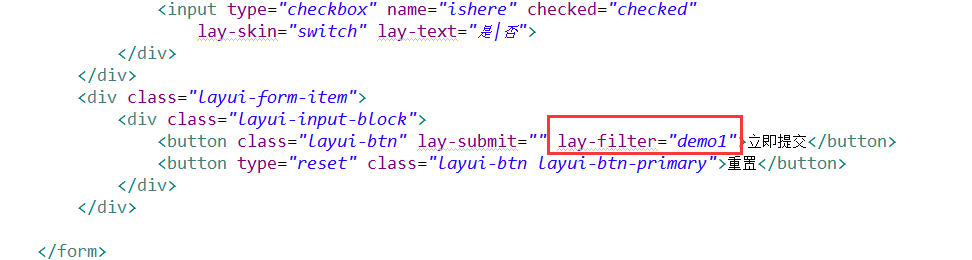 <input type="checkbox" name="ishere" checked="checked"
lay-skin="switch" lay-text="是|否">
</div>
</div>
<div class="layui-form-item">
<div class="layui-input-block">
<button class="layui-btn" lay-submit="" lay-filter="demo1">立即提交</button>
<button type="reset" class="layui-btn layui-btn-primary">重置</button>
</div>
</div>
</form>